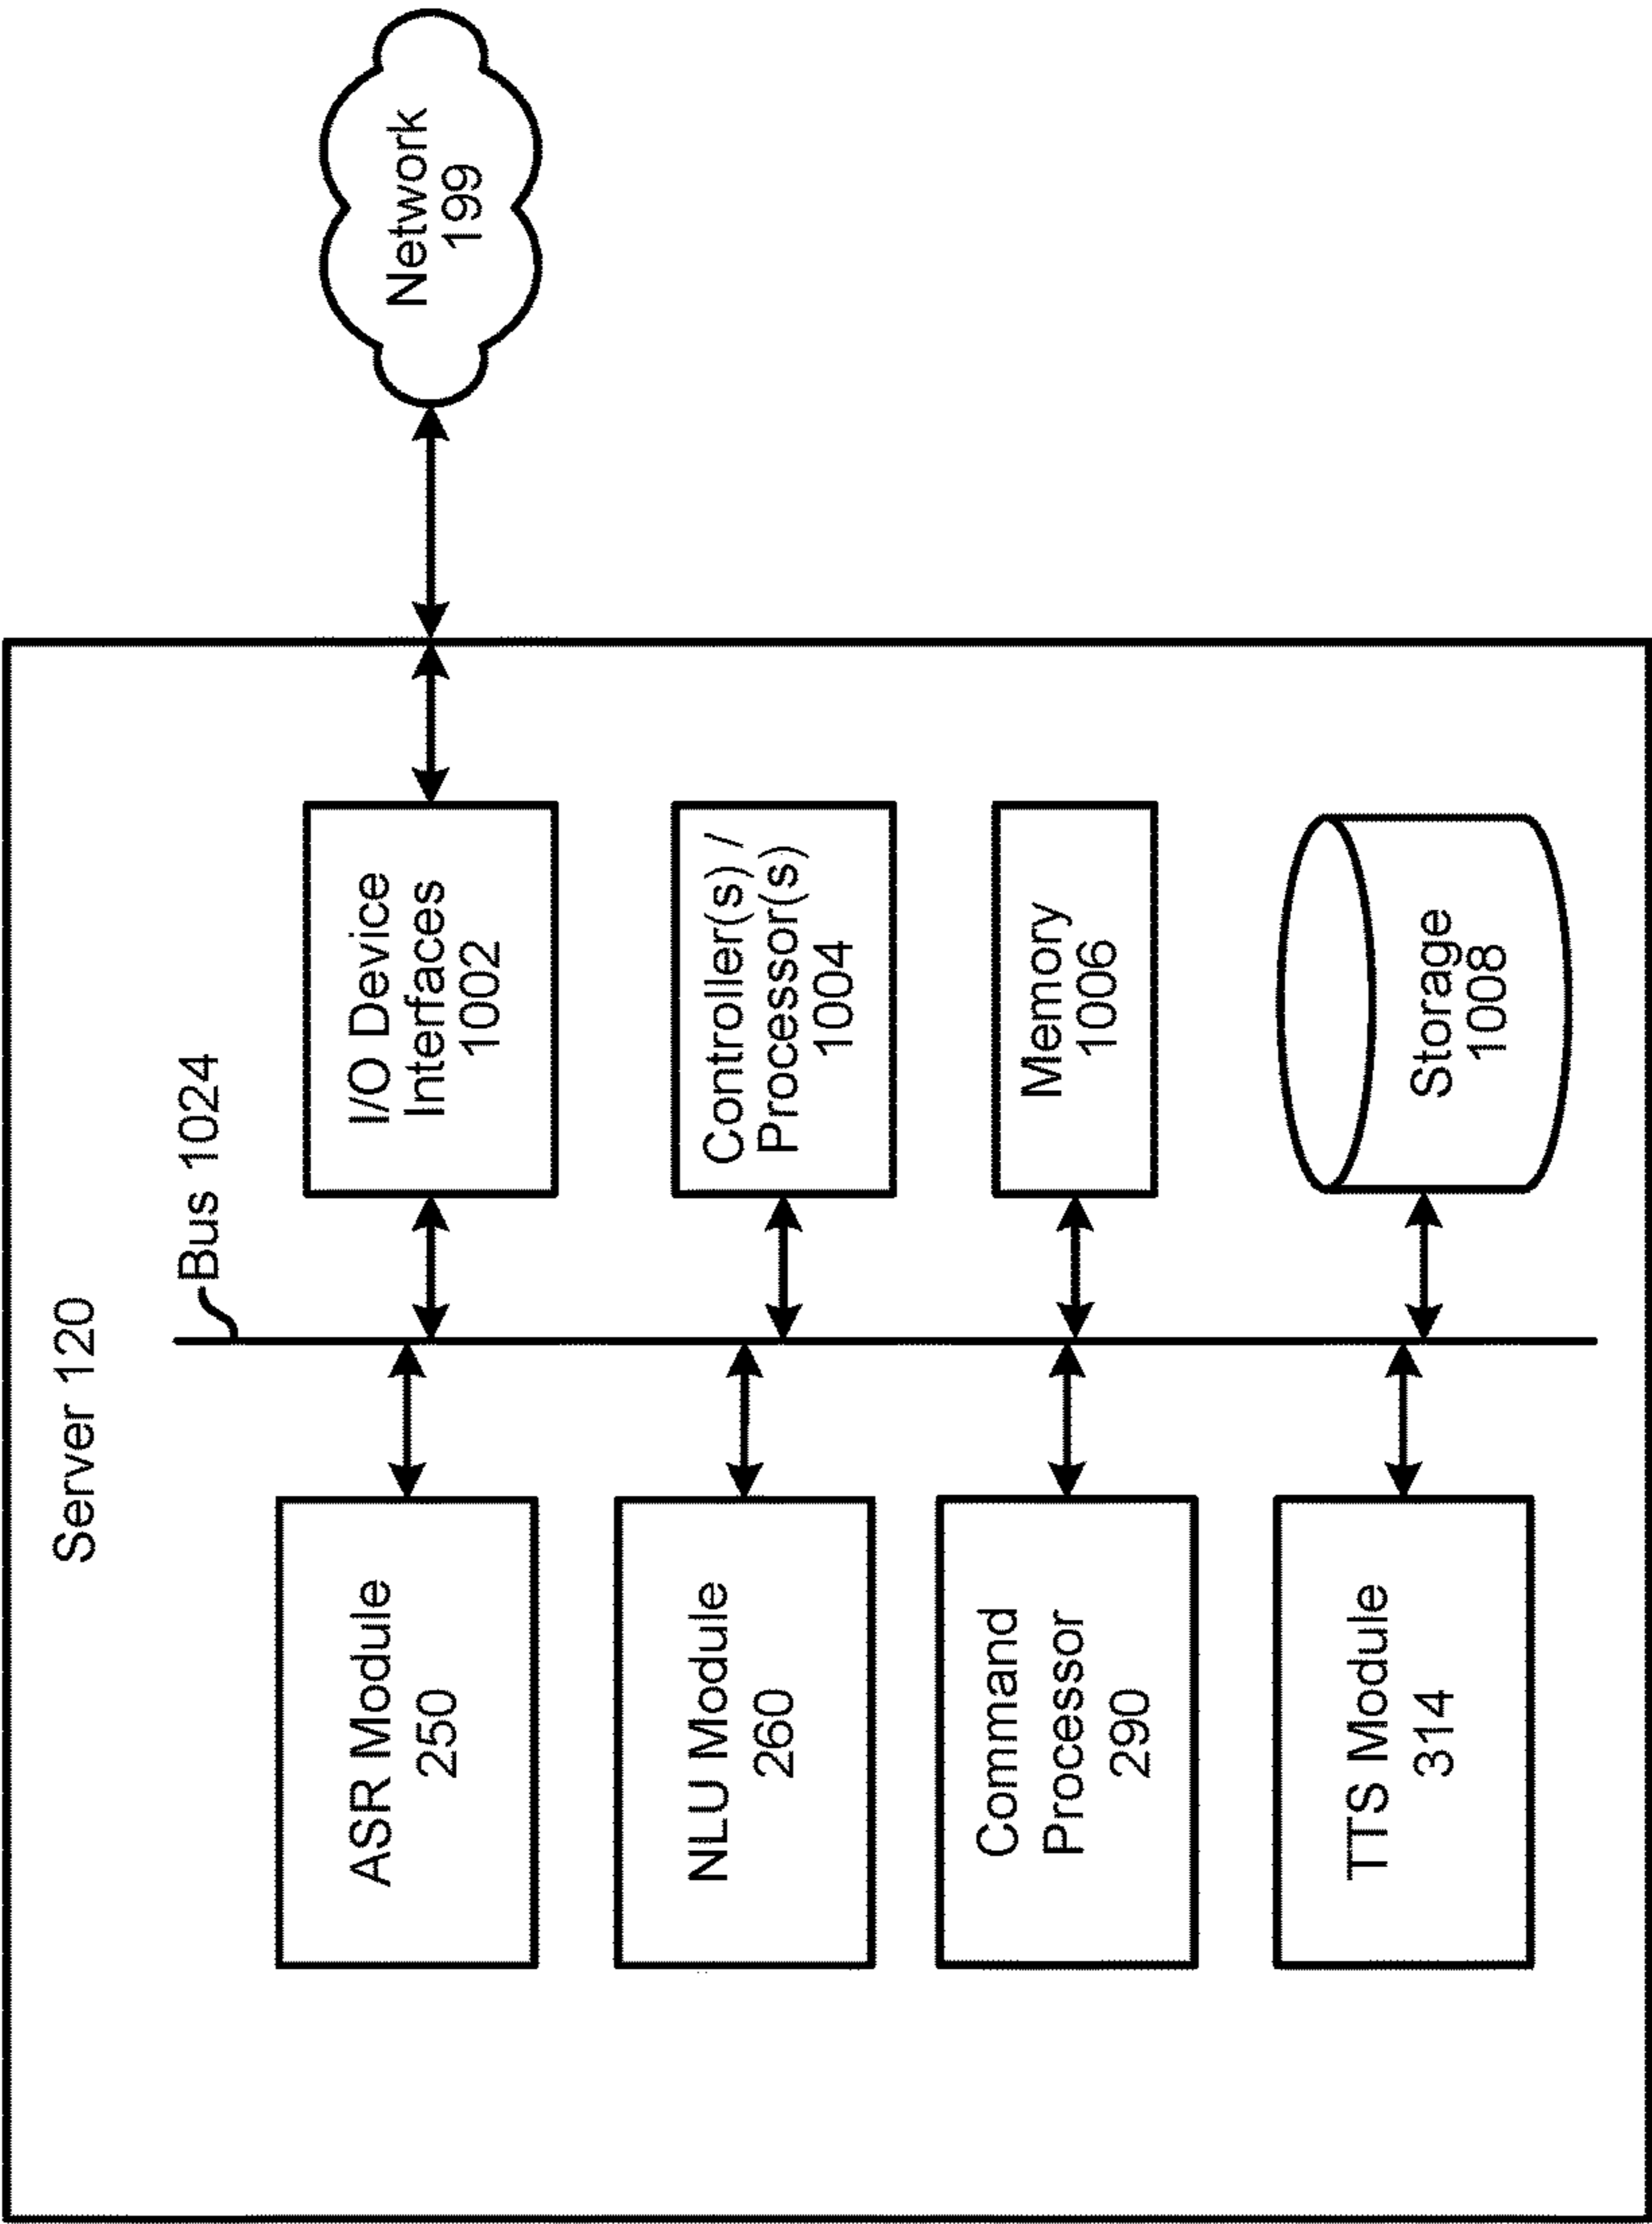 Server 120
Bus 1024
ASR Module
250
NLU Module
260
Command
Processor
290
TTS Module
314
I/O Device
Interfaces
1002
Controller(s) /
Processor(s)
1004
Memory
1006
Storage
1008
Network
199